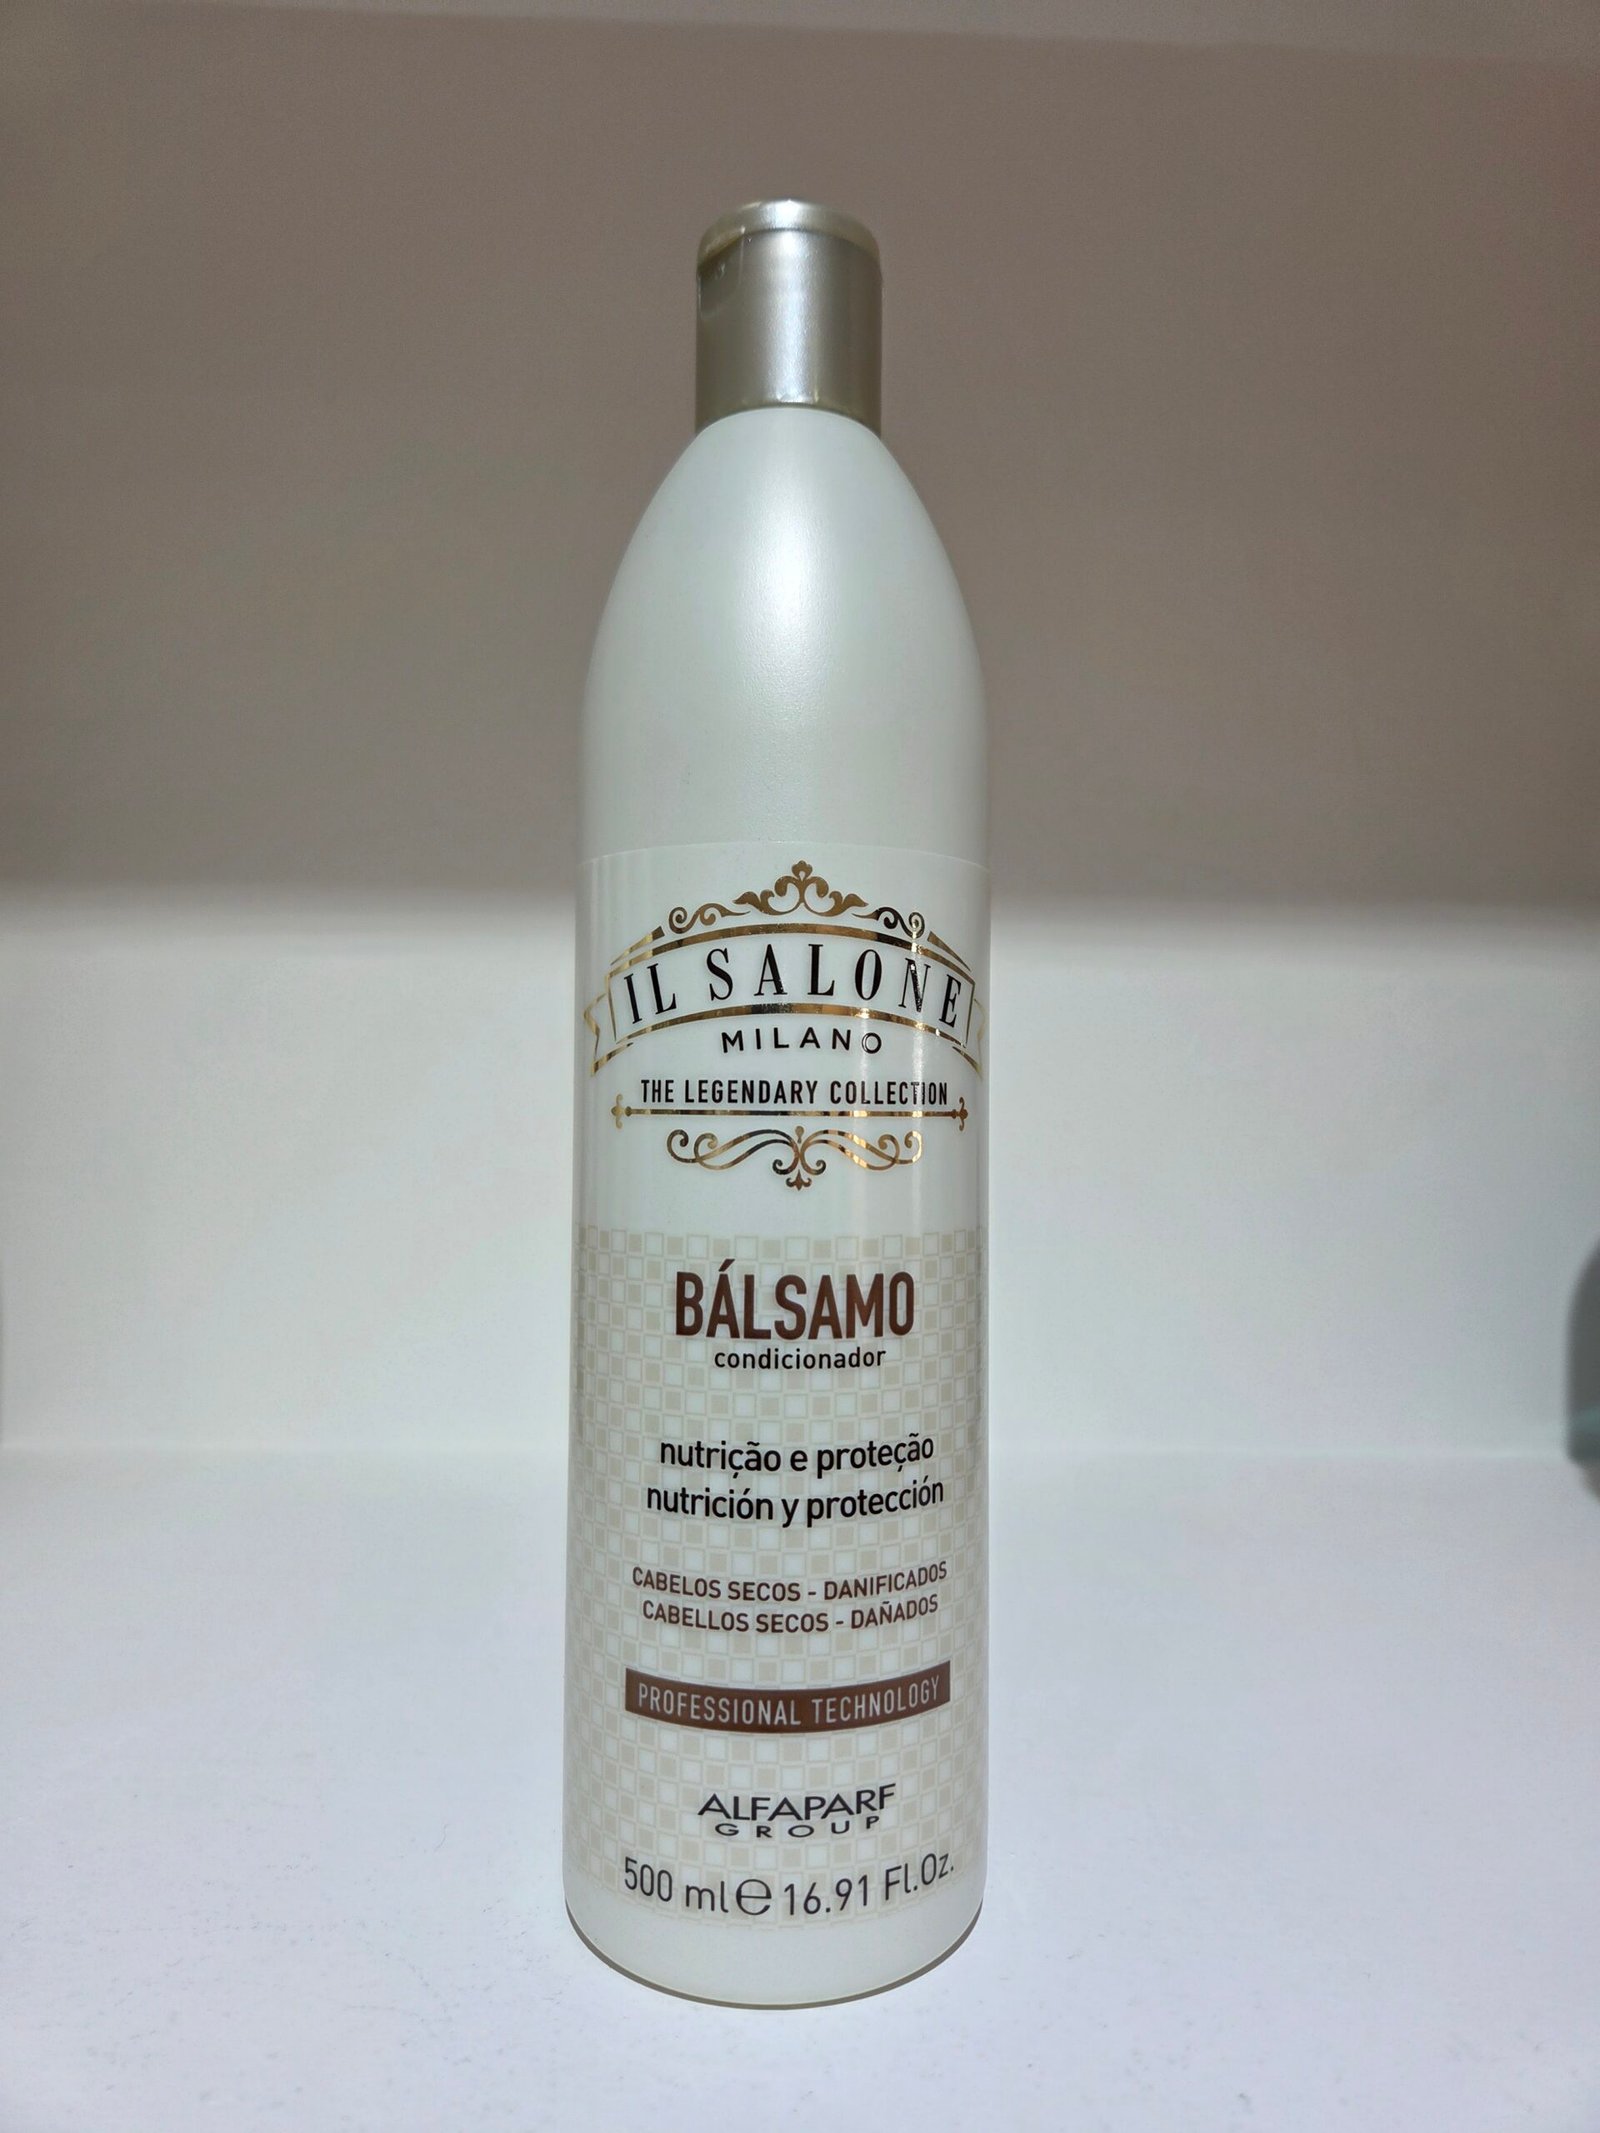 IL SALONE
MILANO
THE LEGENDARY COLLECTION
BÁLSAMO
condicionador
nutrição e proteção
nutrición y protección
CABELOS SECOS - DANIFICADOS
CABELLOS SECOS - DAÑADOS
PROFESSIONAL TECHNOLOGY
ALFAPARF
GROUP
500 ml ℮ 16.91 Fl.Oz.